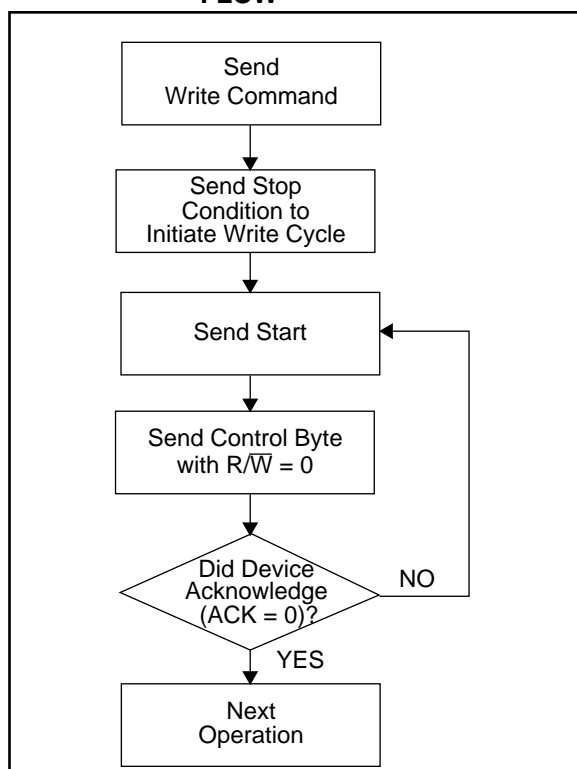 Send
Write Command
Send Stop
Condition to
Initiate Write Cycle
Send Start
Send Control Byte
with R/W̅ = 0
Did Device
Acknowledge
(ACK = 0)?
NO
YES
Next
Operation